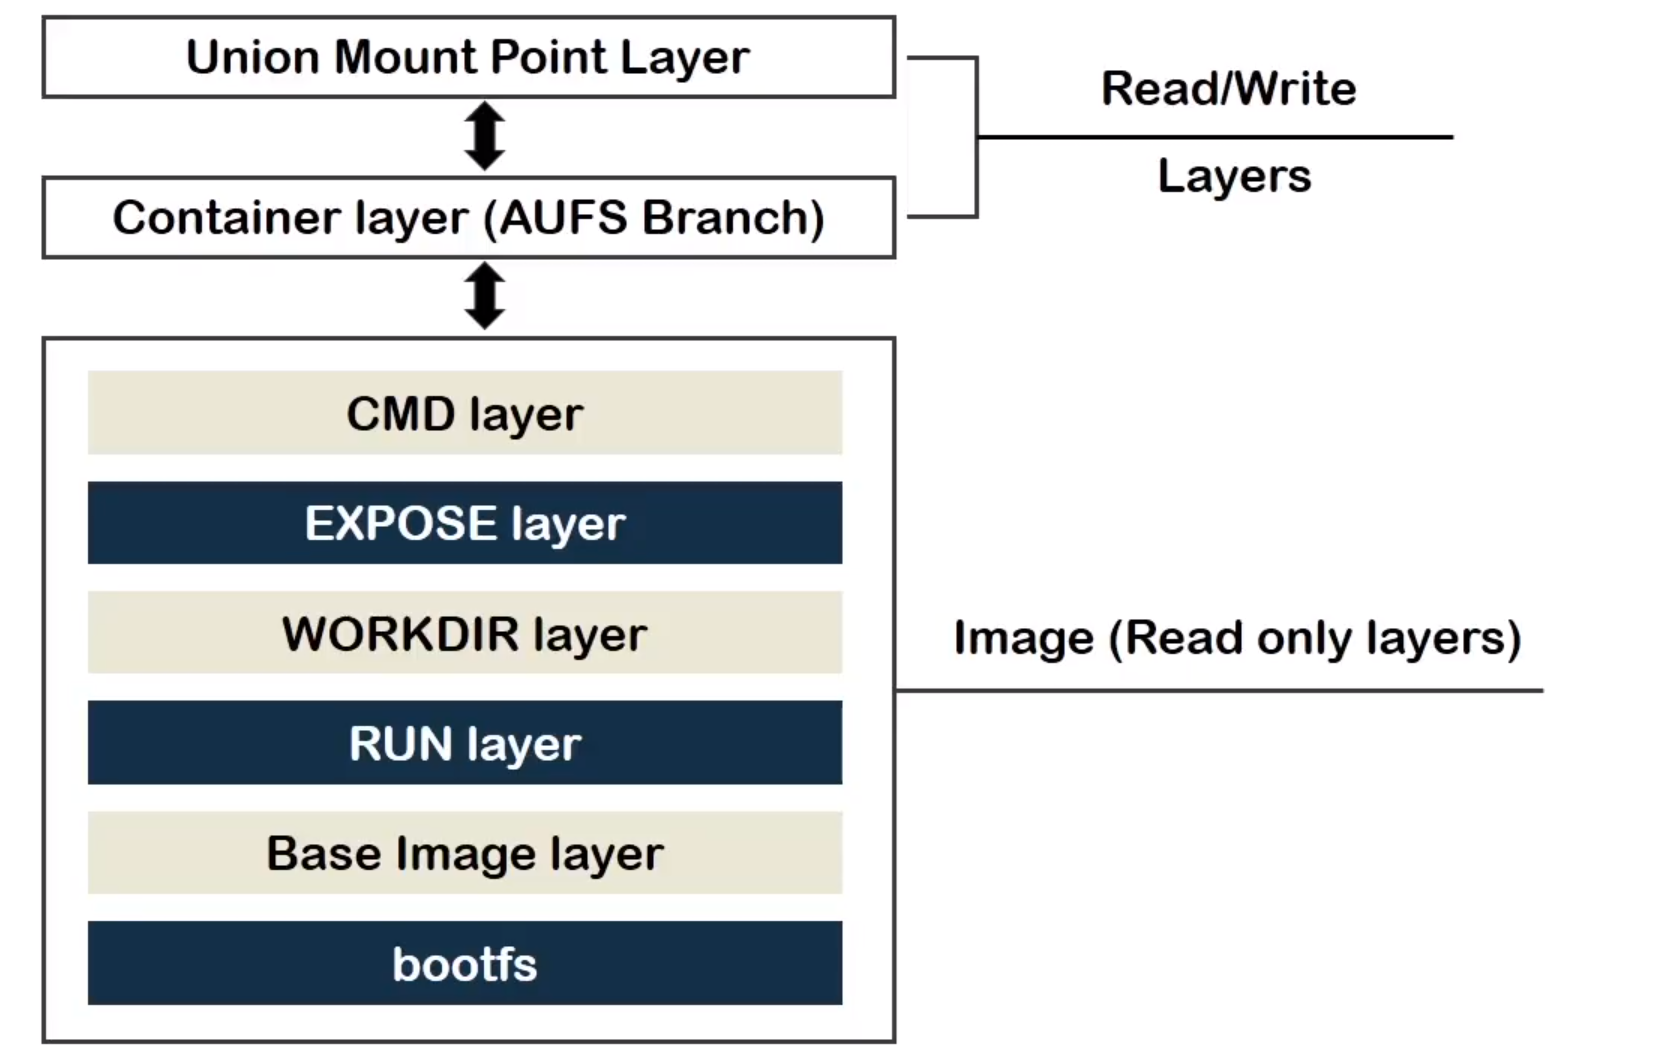 Union Mount Point Layer
Read/Write
Layers
Container layer (AUFS Branch)
CMD layer
EXPOSE layer
WORKDIR layer
Image (Read only layers)
RUN layer
Base Image layer
bootfs